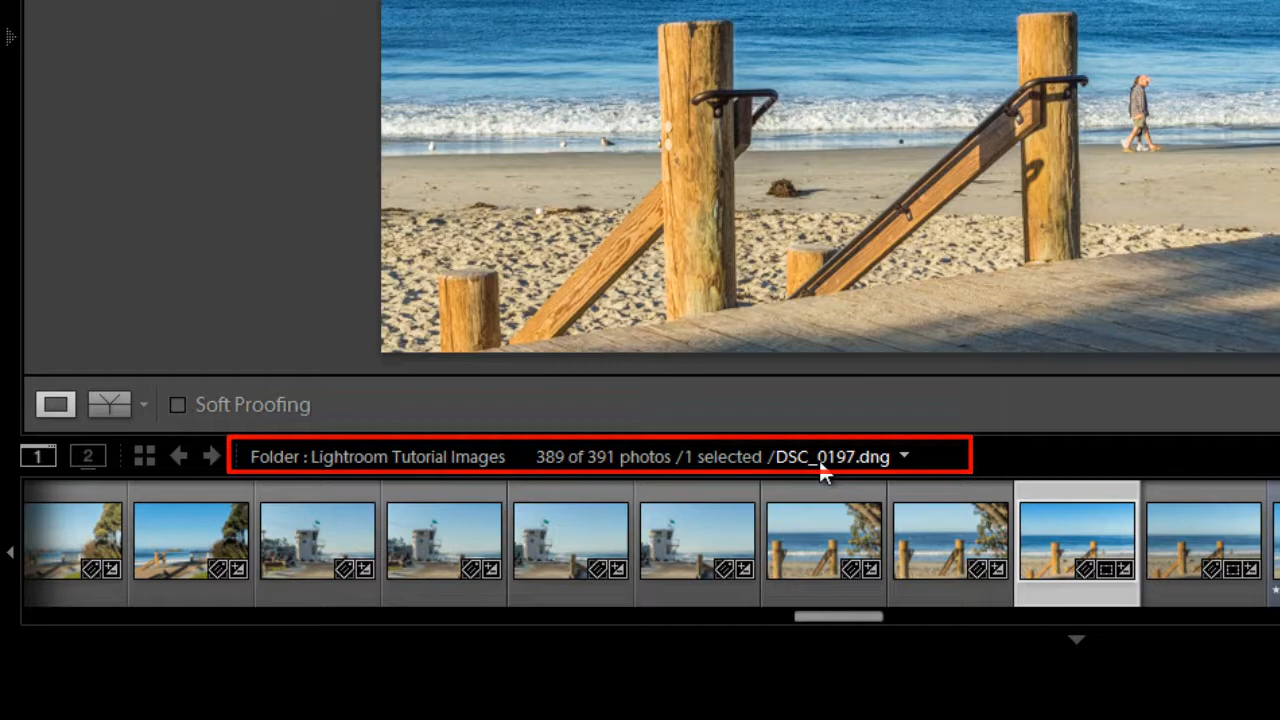 Soft Proofing
1 2 Folder : Lightroom Tutorial Images 389 of 391 photos /1 selected /DSC_0197.dng